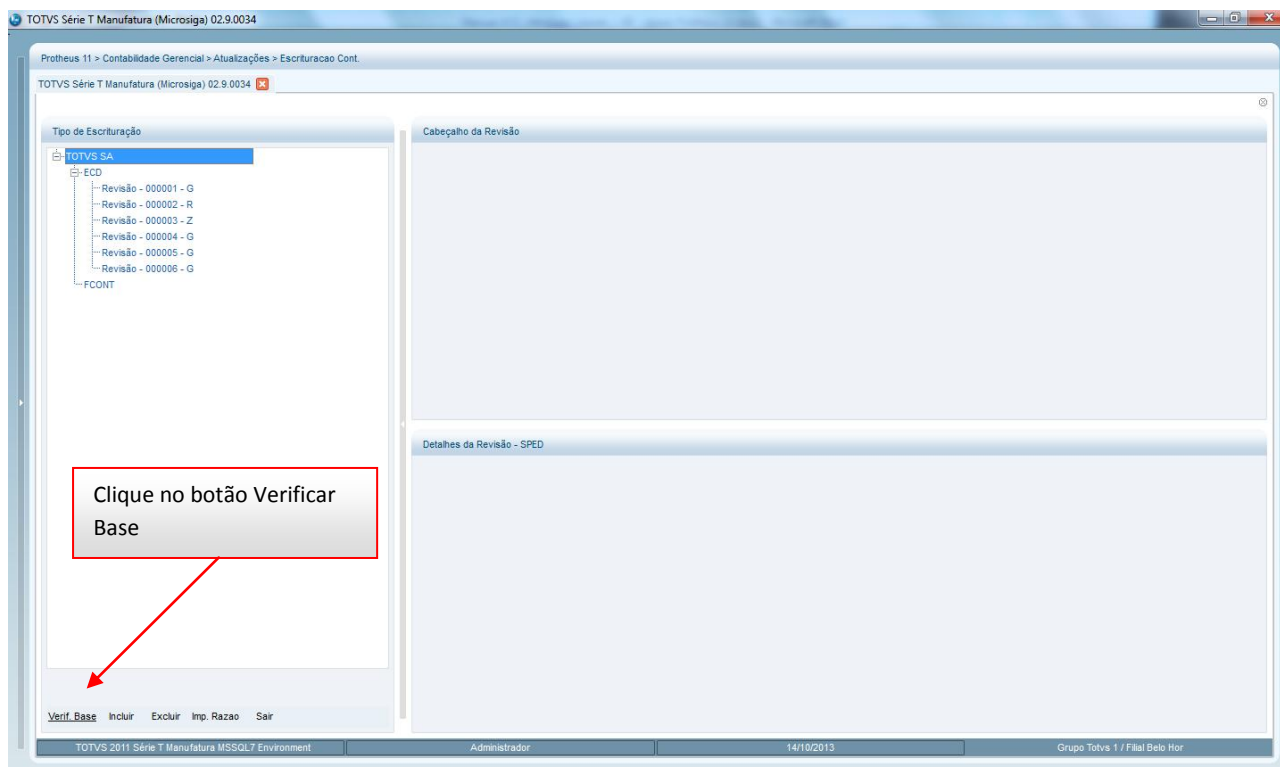 TOTVS Série T Manufatura (Microsiga) 02.9.0034
Protheus 11 > Contabilidade Gerencial > Atualizações > Escrituracao Cont.
TOTVS Série T Manufatura (Microsiga) 02.9.0034
Tipo de Escrituração
TOTVS SA
ECD
Revisão - 000001 - G
Revisão - 000002 - R
Revisão - 000003 - Z
Revisão - 000004 - G
Revisão - 000005 - G
Revisão - 000006 - G
FCONT
Cabeçalho da Revisão
Detalhes da Revisão - SPED
Clique no botão Verificar
Base
Verif. Base Incluir Excluir Imp. Razao Sair
TOTVS 2011 Série T Manufatura MSSQL7 Environment Administrador 14/10/2013 Grupo Totvs 1 / Filial Belo Hor